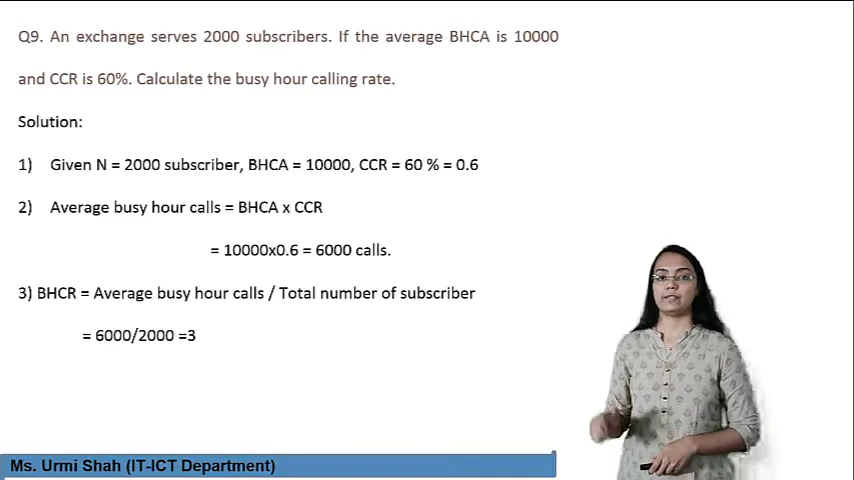 Q9. An exchange serves 2000 subscribers. If the average BHCA is 10000
and CCR is 60%. Calculate the busy hour calling rate.
Solution:
1) Given N = 2000 subscriber, BHCA = 10000, CCR = 60 % = 0.6
2) Average busy hour calls = BHCA x CCR
= 10000x0.6 = 6000 calls.
3) BHCR = Average busy hour calls / Total number of subscriber
= 6000/2000 =3
Ms. Urmi Shah (IT-ICT Department)